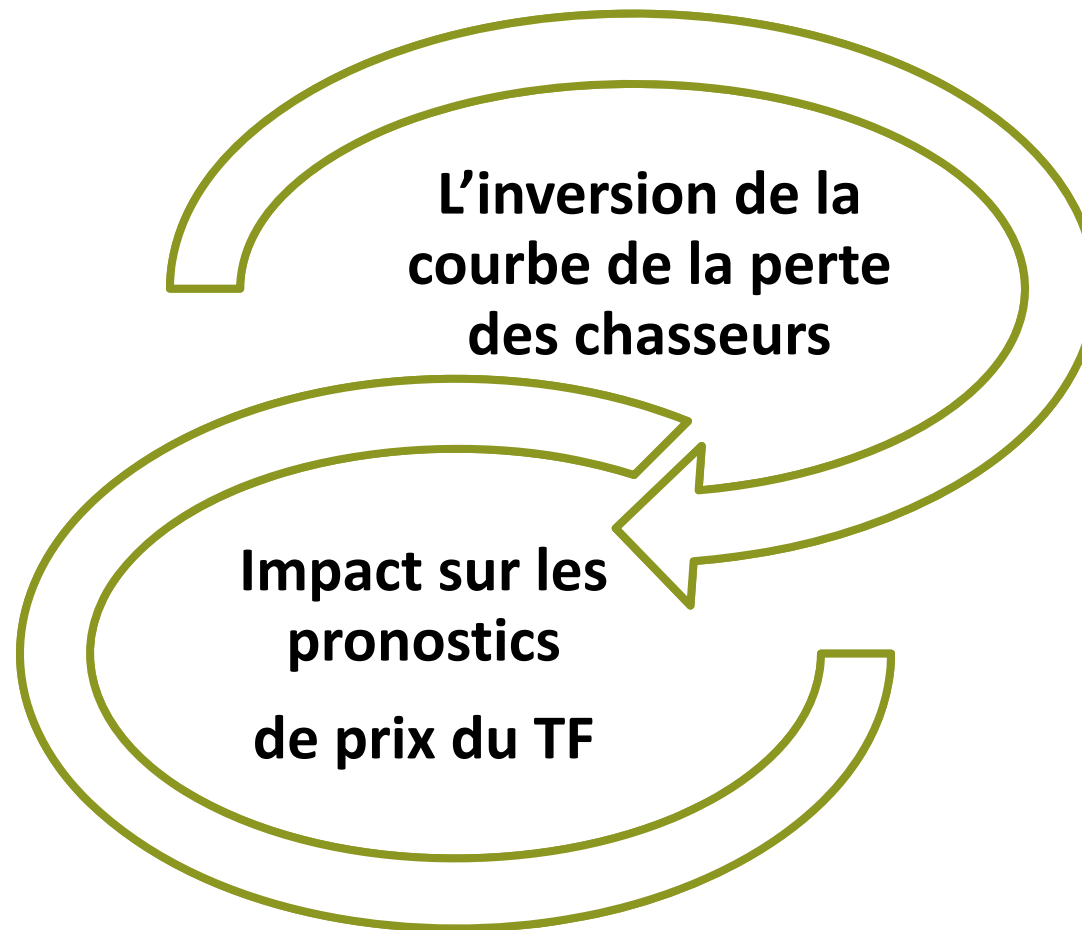 L’inversion de la
courbe de la perte
des chasseurs
Impact sur les
pronostics
de prix du TF